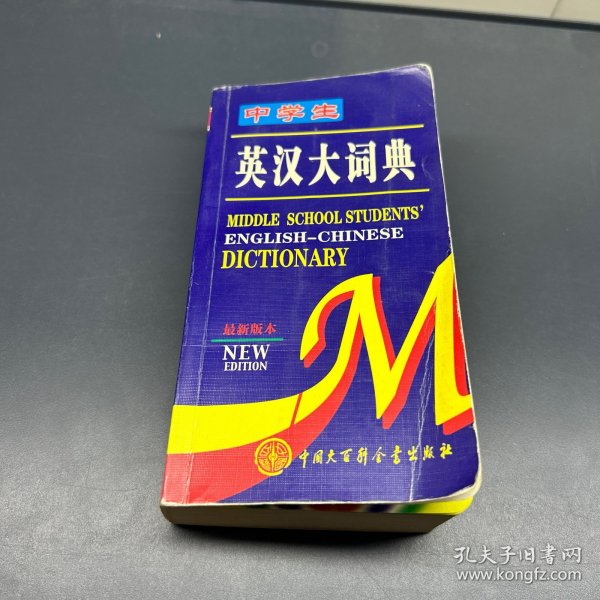 中学生
英汉大词典
MIDDLE SCHOOL STUDENTS'
ENGLISH-CHINESE
DICTIONARY
最新版本
NEW
EDITION
M
中国大百科全书出版社
孔夫子旧书网
www.kongfz.com